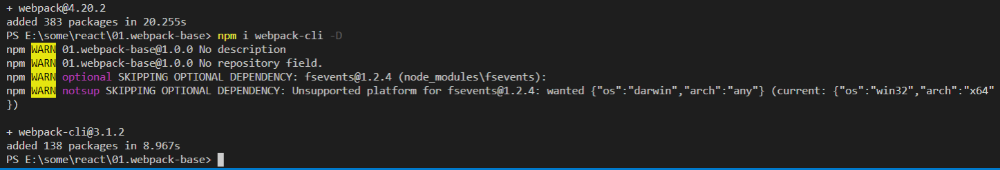 + webpack@4.20.2
added 383 packages in 20.255s
PS E:\some\react\01.webpack-base> npm i webpack-cli -D
npm WARN 01.webpack-base@1.0.0 No description
npm WARN 01.webpack-base@1.0.0 No repository field.
npm WARN optional SKIPPING OPTIONAL DEPENDENCY: fsevents@1.2.4 (node_modules\fsevents):
npm WARN notsup SKIPPING OPTIONAL DEPENDENCY: Unsupported platform for fsevents@1.2.4: wanted {"os":"darwin","arch":"any"} (current: {"os":"win32","arch":"x64"
})
+ webpack-cli@3.1.2
added 138 packages in 8.967s
PS E:\some\react\01.webpack-base>